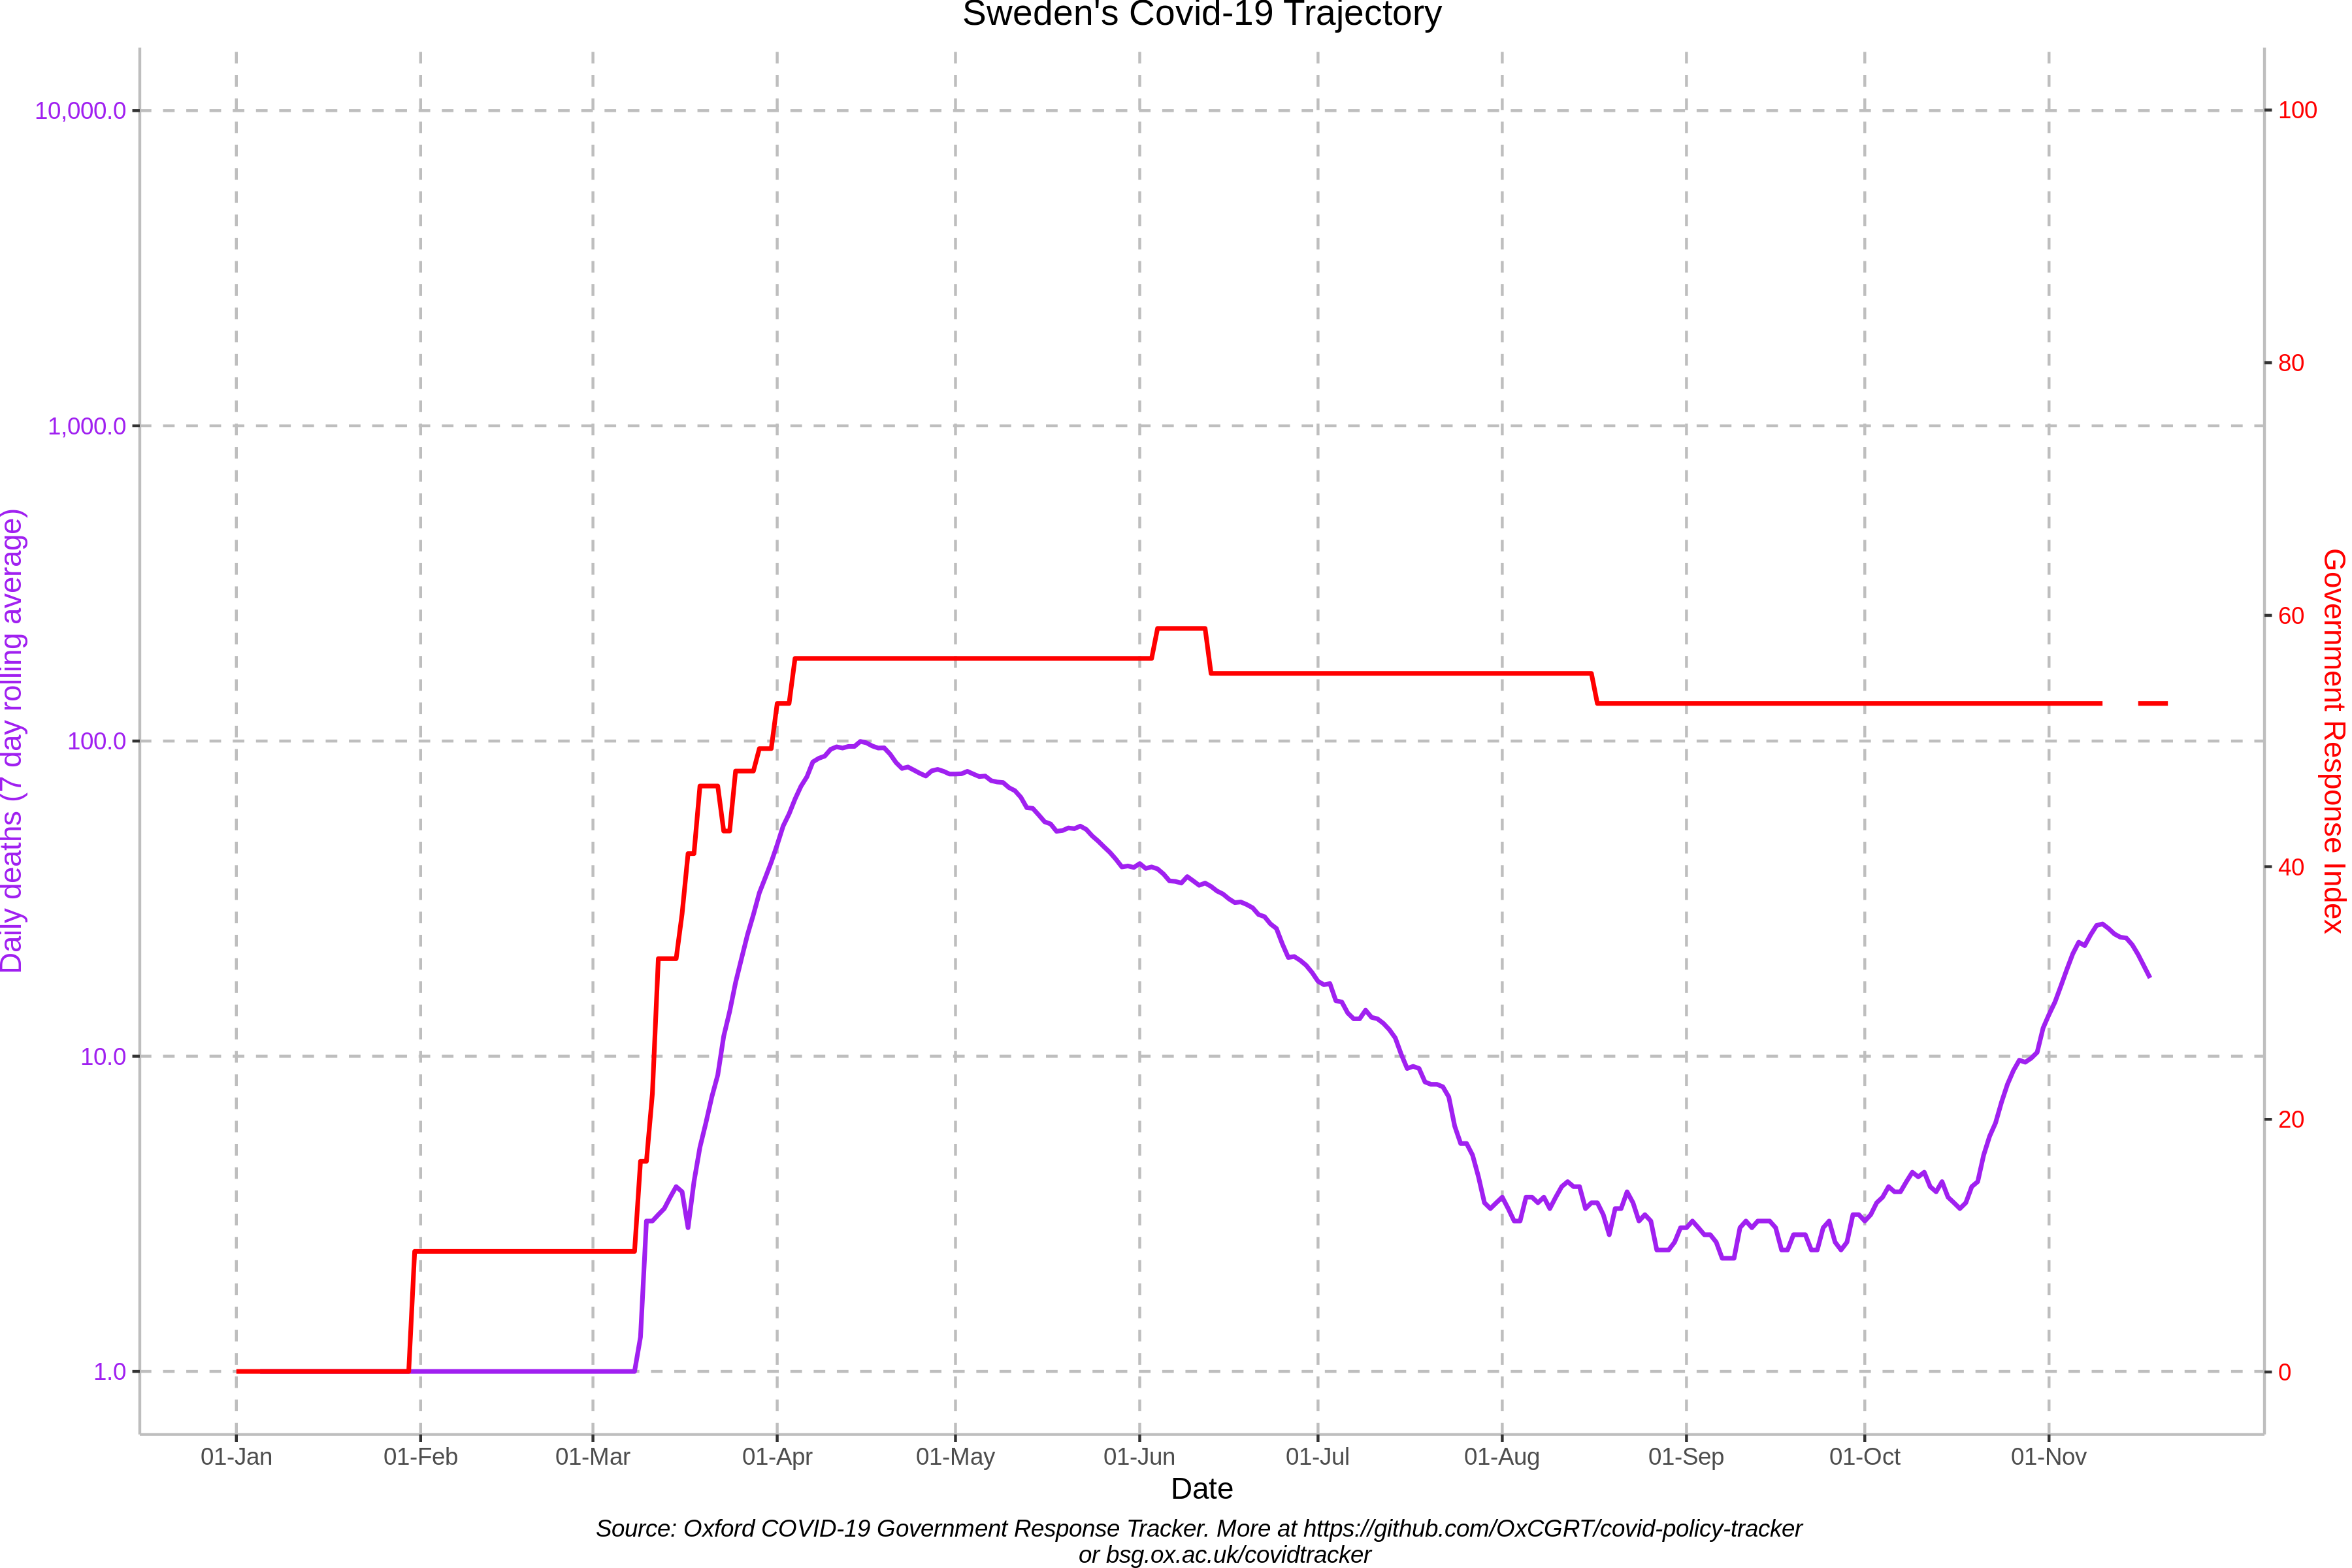 Sweden's Covid-19 Trajectory
10,000.0
1,000.0
100.0
10.0
1.0
Daily deaths (7 day rolling average)
100
80
60
40
20
0
Government Response Index
01-Jan
01-Feb
01-Mar
01-Apr
01-May
01-Jun
01-Jul
01-Aug
01-Sep
01-Oct
01-Nov
Date
Source: Oxford COVID-19 Government Response Tracker. More at https://github.com/OxCGRT/covid-policy-tracker
or bsg.ox.ac.uk/covidtracker